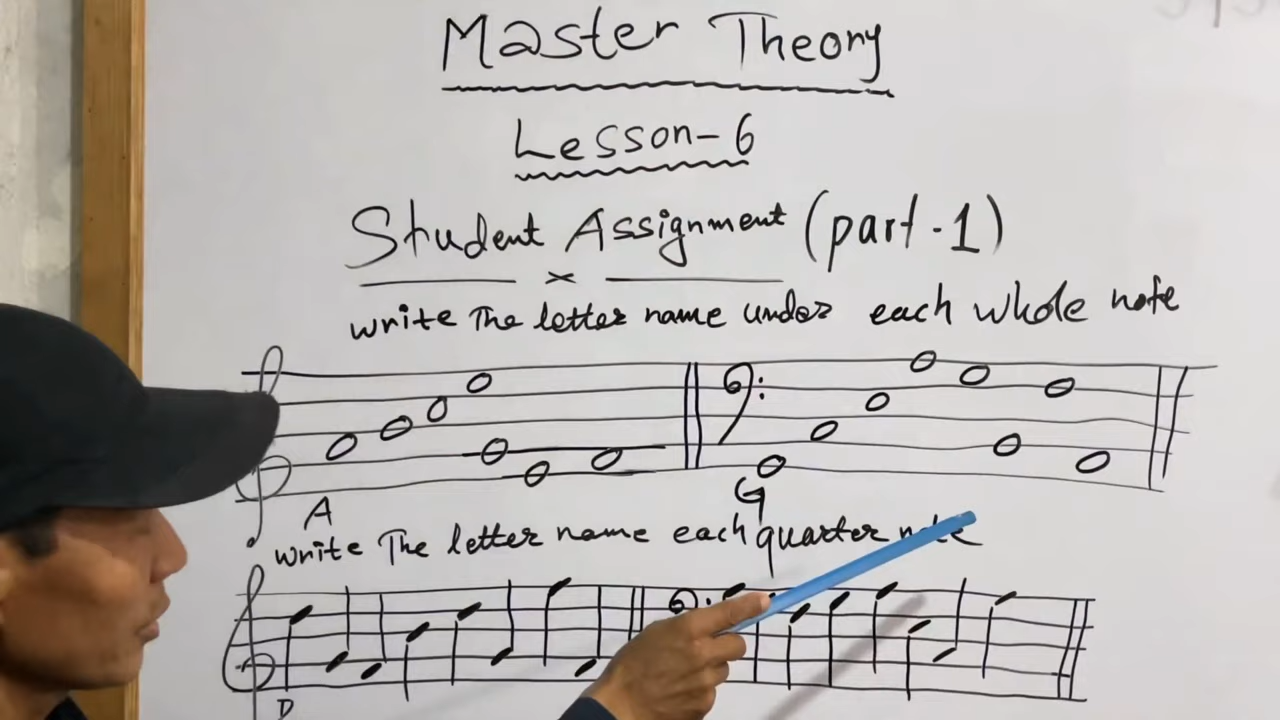 Master Theory
Lesson-6
Student Assignment (part-1)
write The letter name under each whole note
A G
write The letter name each quarter note
D